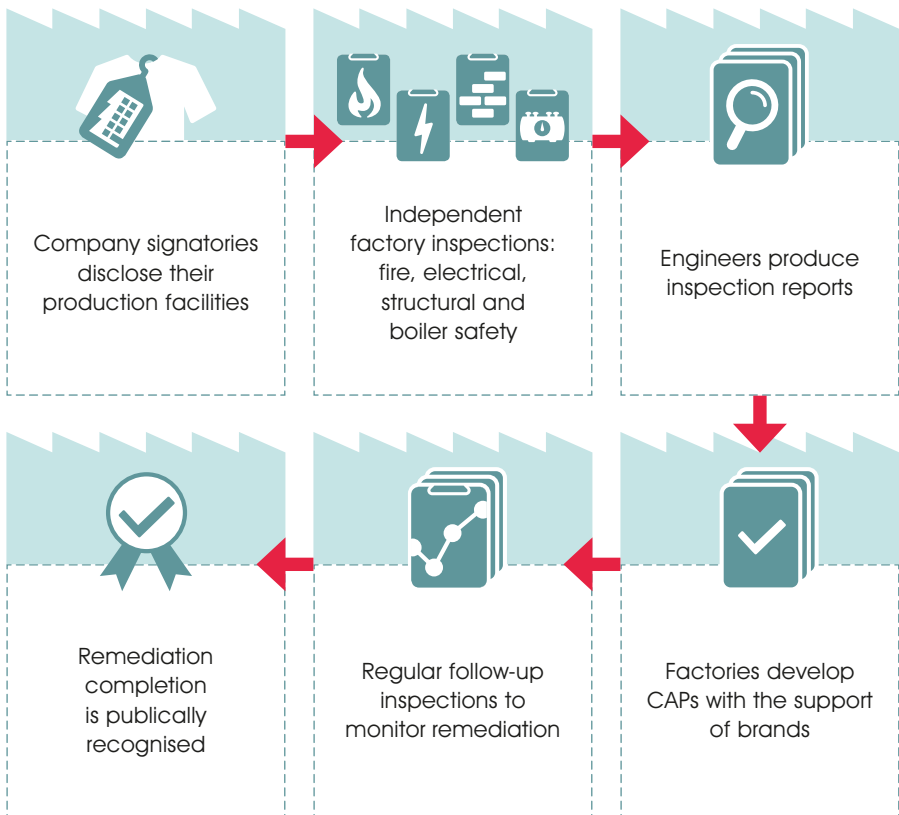 Company signatories
disclose their
production facilities
Independent
factory inspections:
fire, electrical,
structural and
boiler safety
Engineers produce
inspection reports
Factories develop
CAPs with the support
of brands
Regular follow-up
inspections to
monitor remediation
Remediation
completion
is publically
recognised